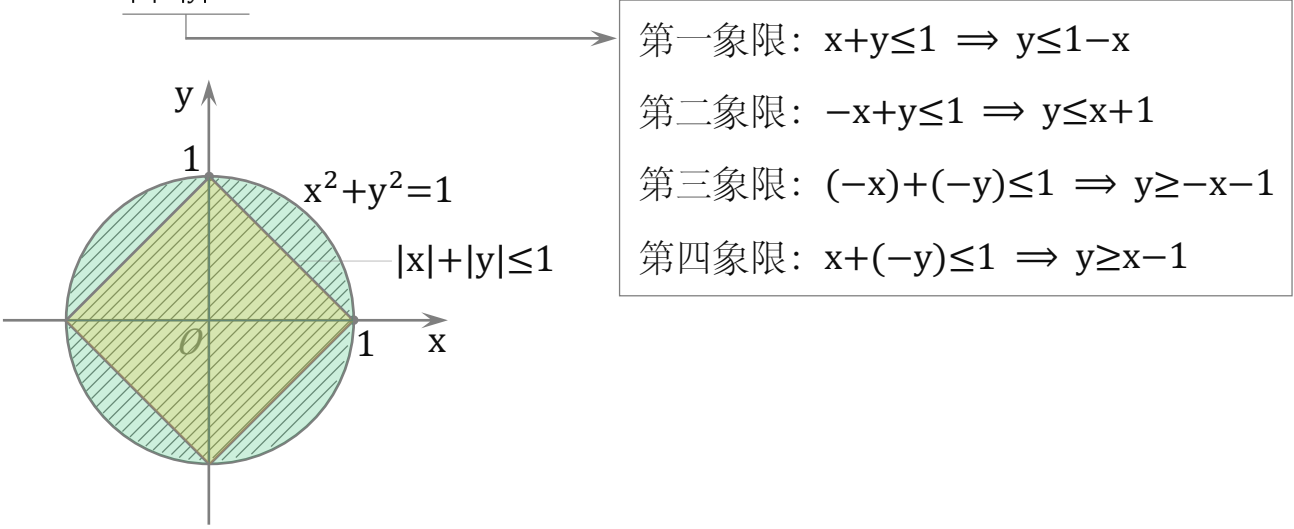 第一象限：x+y≤1 ⟹ y≤1−x
第二象限：−x+y≤1 ⟹ y≤x+1
第三象限：(−x)+(−y)≤1 ⟹ y≥−x−1
第四象限：x+(−y)≤1 ⟹ y≥x−1
y
1
x²+y²=1
|x|+|y|≤1
O
1
x